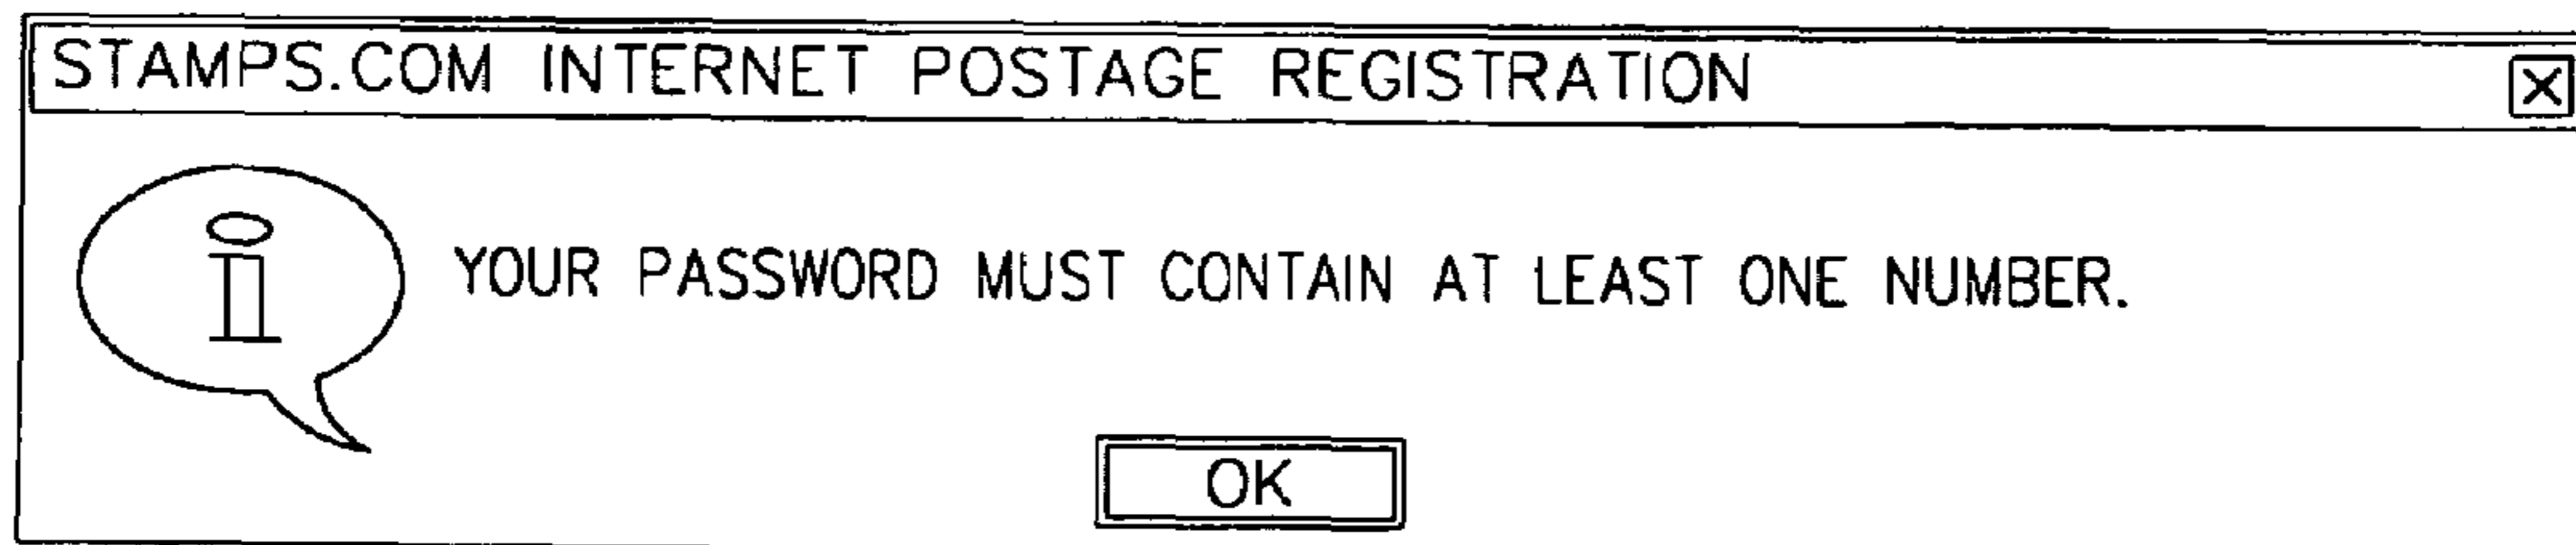 STAMPS.COM INTERNET POSTAGE REGISTRATION
YOUR PASSWORD MUST CONTAIN AT LEAST ONE NUMBER.
OK